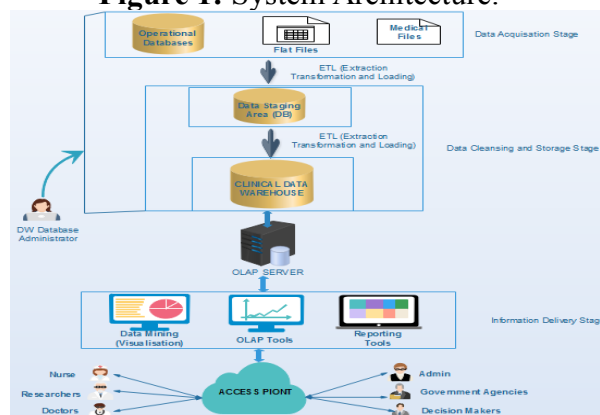 Figure 1: System Architecture.
Operational
Databases
Flat Files
Medical
Files
Data Acquisation Stage
ETL (Extraction
Transformation and Loading)
Data Staging
Area (DB)
ETL (Extraction
Transformation and Loading)
Data Cleansing and Storage Stage
CLINICAL DATA
WAREHOUSE
DW Database
Administrator
OLAP SERVER
Data Mining
(Visualisation)
OLAP Tools
Reporting
Tools
Information Delivery Stag
Nurse
Researchers
Doctors
ACCESS PIONT
Admin
Government Agencies
Decision Makers